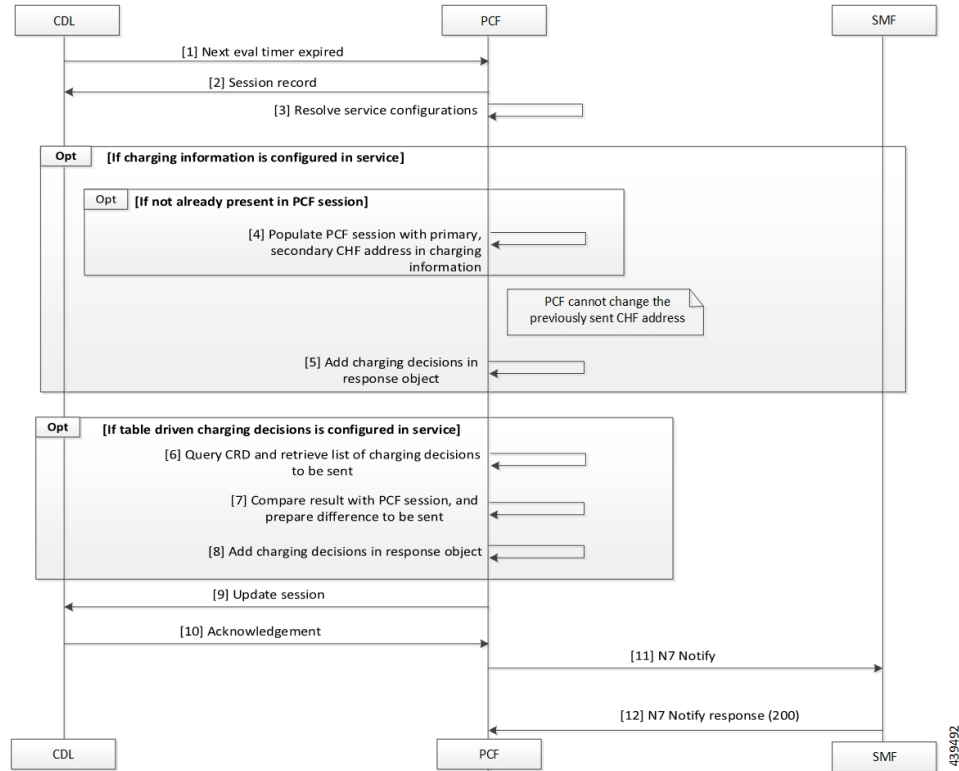 CDL
PCF
SMF
[1] Next eval timer expired
[2] Session record
[3] Resolve service configurations
Opt
[If charging information is configured in service]
Opt
[If not already present in PCF session]
[4] Populate PCF session with primary,
secondary CHF address in charging
information
PCF cannot change the
previously sent CHF address
[5] Add charging decisions in
response object
Opt
[If table driven charging decisions is configured in service]
[6] Query CRD and retrieve list of charging decisions
to be sent
[7] Compare result with PCF session, and
prepare difference to be sent
[8] Add charging decisions in response object
[9] Update session
[10] Acknowledgement
[11] N7 Notify
[12] N7 Notify response (200)
CDL
PCF
SMF
439492